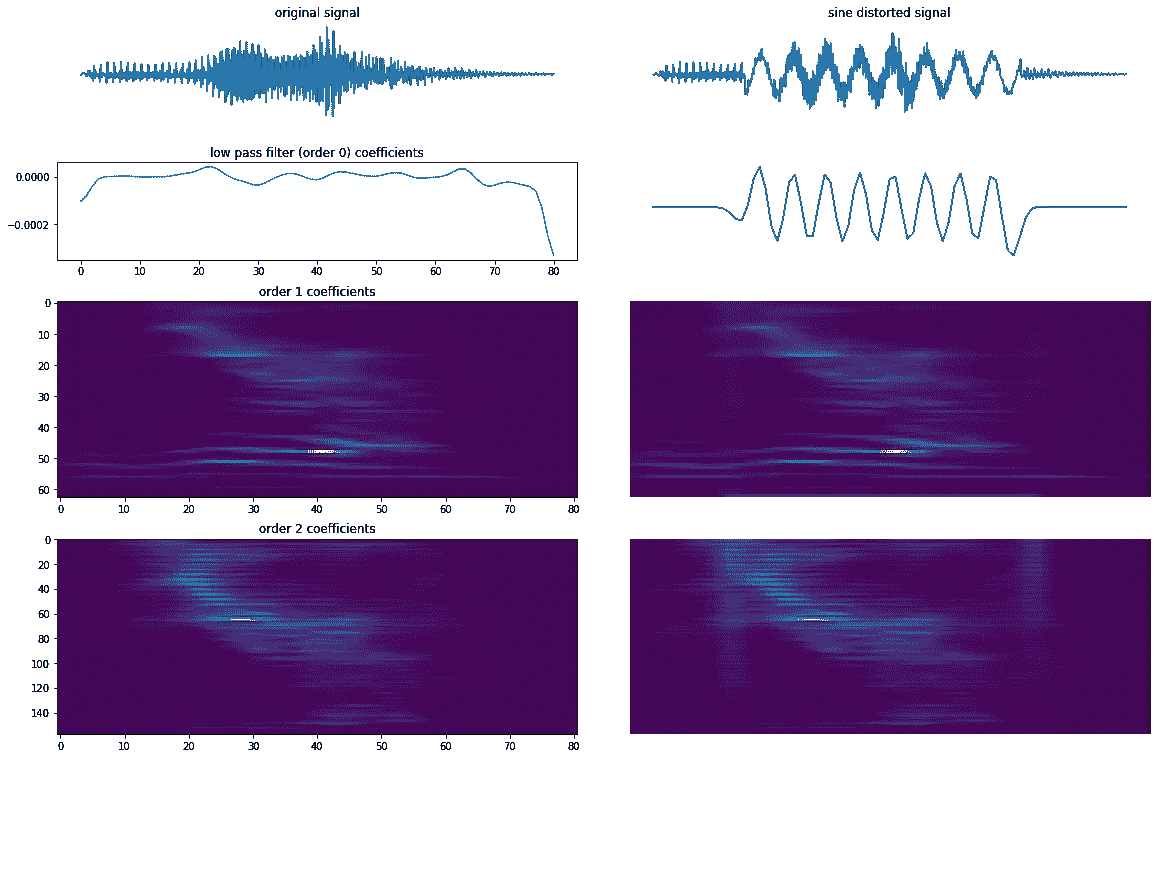 original signal
sine distorted signal
low pass filter (order 0) coefficients
0.0000
−0.0002
0 10 20 30 40 50 60 70 80
order 1 coefficients
0
10
20
30
40
50
60
0 10 20 30 40 50 60 70 80
order 2 coefficients
0
20
40
60
80
100
120
140
0 10 20 30 40 50 60 70 80